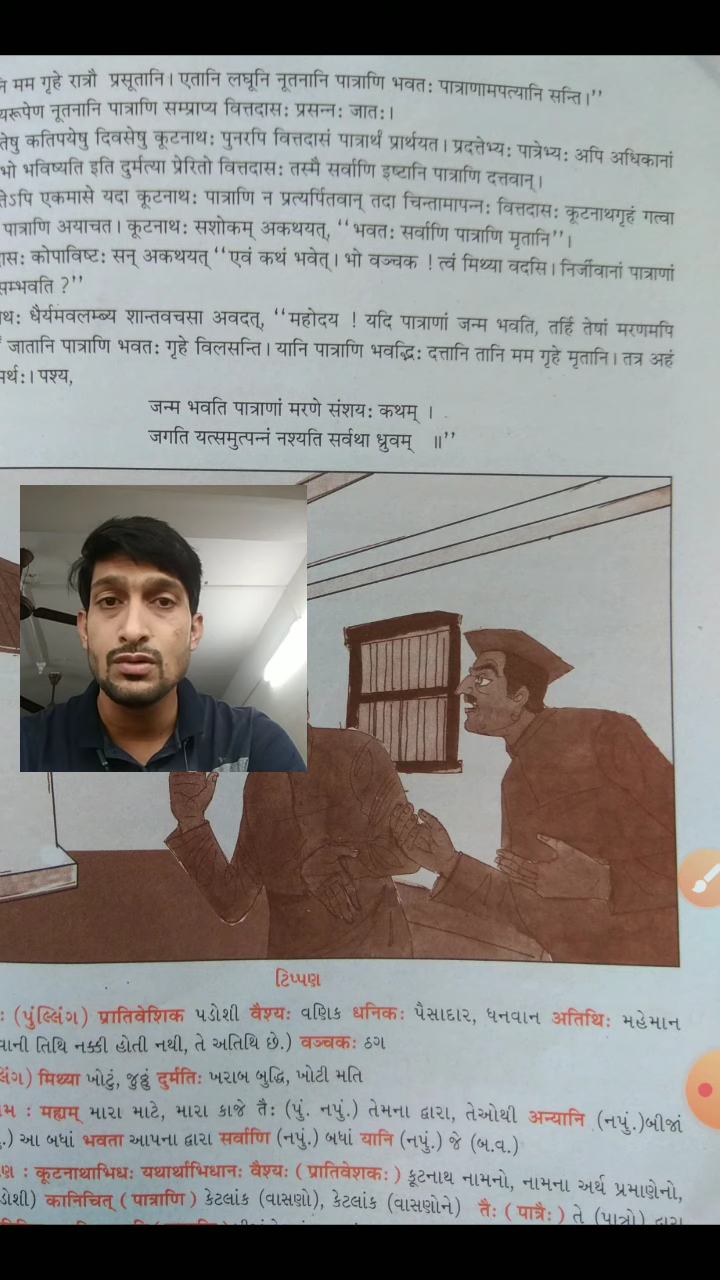 मम गृहे रात्रौ प्रसूतानि। एतानि लघूनि नूतनानि पात्राणि भवतः पात्राणामपत्यानि सन्ति।”
नूतनानि पात्राणि सम्प्राप्य वित्तदासः प्रसन्नः जातः।
कतिपयेषु दिवसेषु कूटनाथः पुनरपि वित्तदासं पात्रार्थं प्रार्थयत। प्रदत्तेभ्यः पात्रेभ्यः अपि अधिकानां
भविष्यति इति दुर्मत्या प्रेरितो वित्तदासः तस्मै सर्वाणि इष्टानि पात्राणि दत्तवान्।
एकमासे यदा कूटनाथः पात्राणि न प्रत्यर्पितवान् तदा चिन्तामापन्नः वित्तदासः कूटनाथगृहं गत्वा
पात्राणि अयाचत। कूटनाथः सशोकम् अकथयत्, “भवतः सर्वाणि पात्राणि मृतानि”।
कोपाविष्टः सन् अकथयत् “एवं कथं भवेत्। भो वञ्चक ! त्वं मिथ्या वदसि। निर्जीवानां पात्राणां
सम्भवति ?”
धैर्यमवलम्ब्य शान्तवचसा अवदत्, “महोदय ! यदि पात्राणां जन्म भवति, तर्हि तेषां मरणमपि
जातानि पात्राणि भवतः गृहे विलसन्ति। यानि पात्राणि भवद्भिः दत्तानि तानि मम गृहे मृतानि। तत्र अहं
पश्य,
जन्म भवति पात्राणां मरणे संशयः कथम् ।
जगति यत्समुत्पन्नं नश्यति सर्वथा ध्रुवम् ॥”
ટિપ્પણ
(પુંલ્લિંગ) प्रातिवेशिक પડોશી वैश्यः વણિક धनिकः પૈસાદાર, ધનવાન अतिथिः મહેમાન
તિથિ નક્કી હોતી નથી, તે અતિથિ છે.) वञ्चकः ઠગ
मिथ्या ખોટું, જુઠ્ઠું दुर्मतिः ખરાબ બુદ્ધિ, ખોટી મતિ
: मह्यम् મારા માટે, મારા કાજે तैः (પું. નપું.) તેમના દ્વારા, તેઓથી अन्यानि (નપું.)બીજાં
આ બધાં भवता આપના દ્વારા सर्वाणि (નપું.) બધાં यानि (નપું.) જે (બ.વ.)
: कूटनाथाभिधः यथार्थाभिधानः वैश्यः (प्रातिवेशकः) કૂટનાથ નામનો, નામના અર્થ પ્રમાણેનો,
कानिचित् (पात्राणि) કેટલાંક (વાસણો), કેટલાંક (વાસણોને) तैः (पात्रैः) તે (પાત્રો) દ્વારા